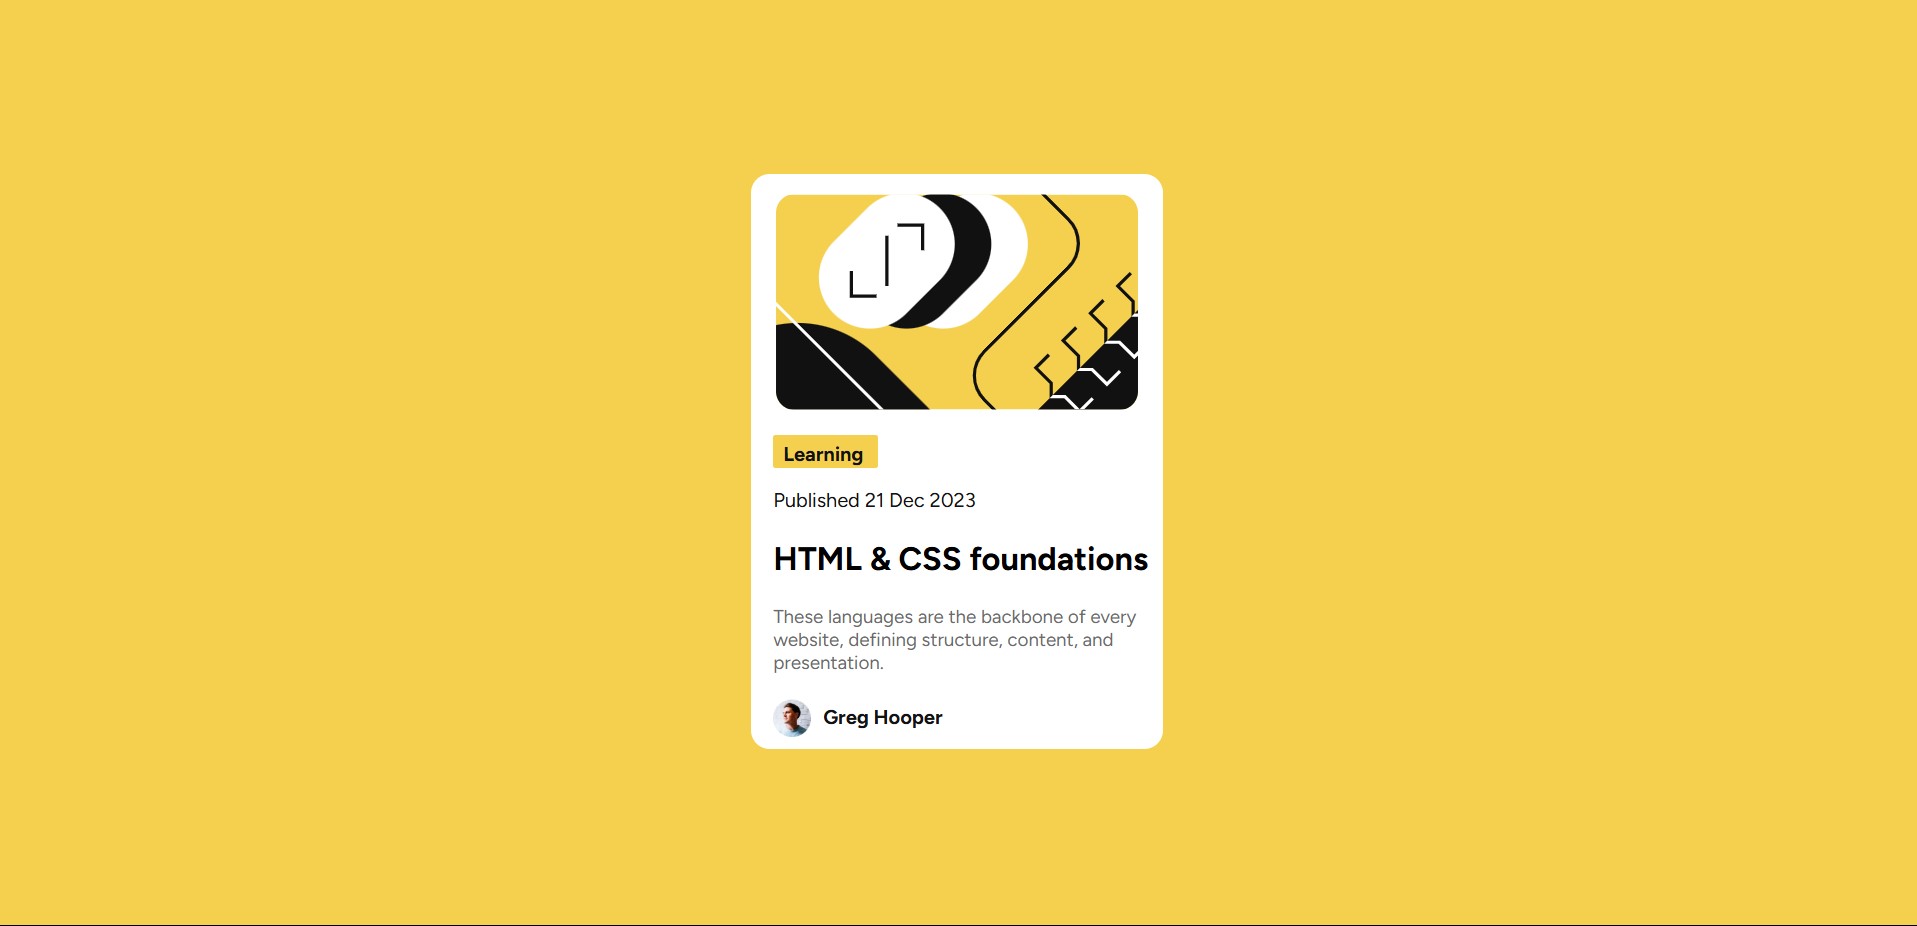 Learning
Published 21 Dec 2023
HTML & CSS foundations
These languages are the backbone of every
website, defining structure, content, and
presentation.
Greg Hooper